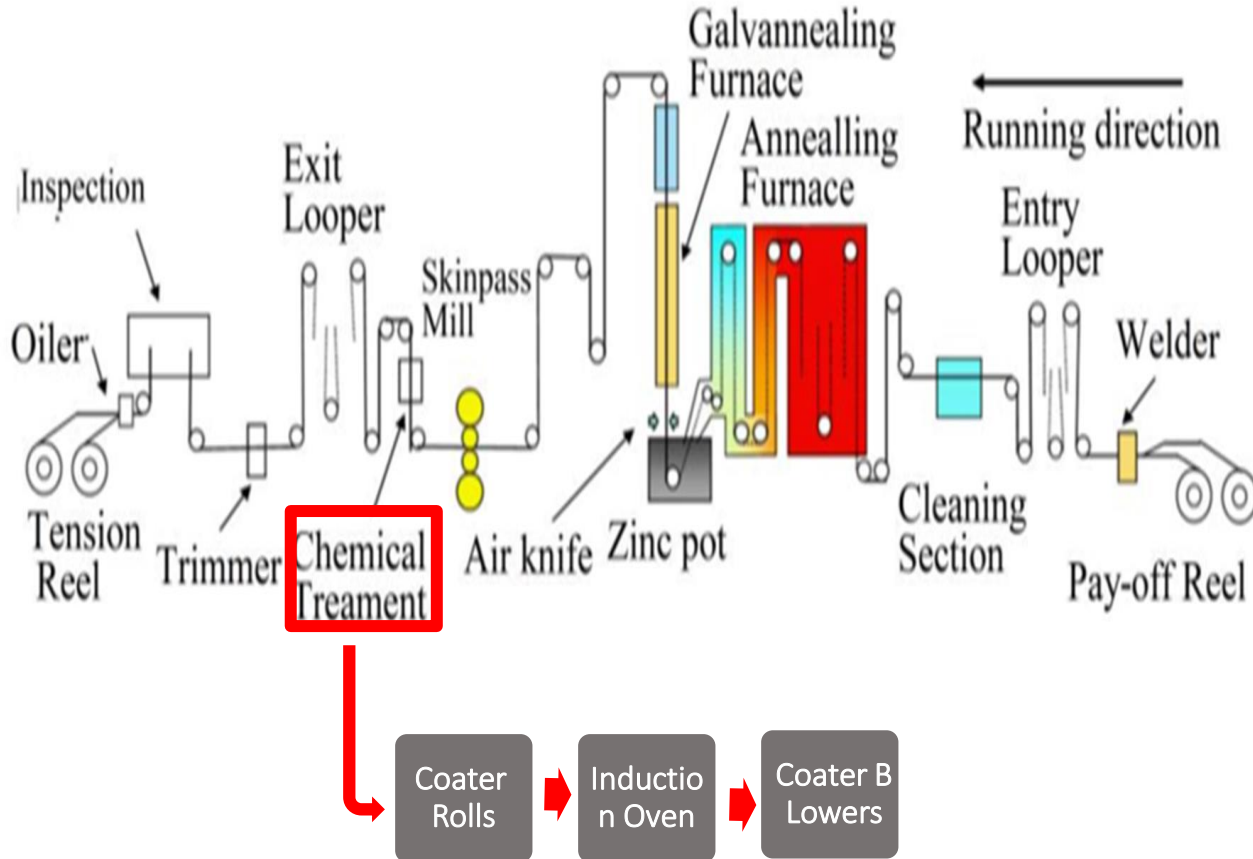 Galvannealing
Furnace
Running direction
Annealling
Furnace
Exit
Looper
Inspection
Entry
Looper
Skinpass
Mill
Oiler
Welder
Tension
Reel
Trimmer
Chemical
Treament
Air knife
Zinc pot
Cleaning
Section
Pay-off Reel
Coater
Rolls
Inductio
n Oven
Coater B
Lowers